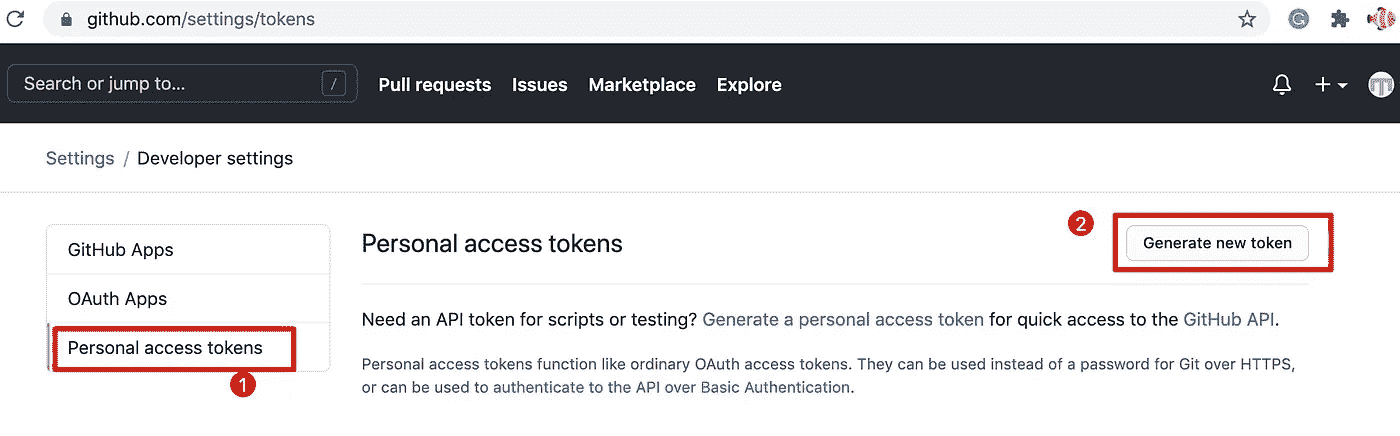 github.com/settings/tokens
Search or jump to... /
Pull requests Issues Marketplace Explore
Settings / Developer settings
GitHub Apps
OAuth Apps
Personal access tokens
1
Personal access tokens
2
Generate new token
Need an API token for scripts or testing? Generate a personal access token for quick access to the GitHub API.
Personal access tokens function like ordinary OAuth access tokens. They can be used instead of a password for Git over HTTPS,
or can be used to authenticate to the API over Basic Authentication.